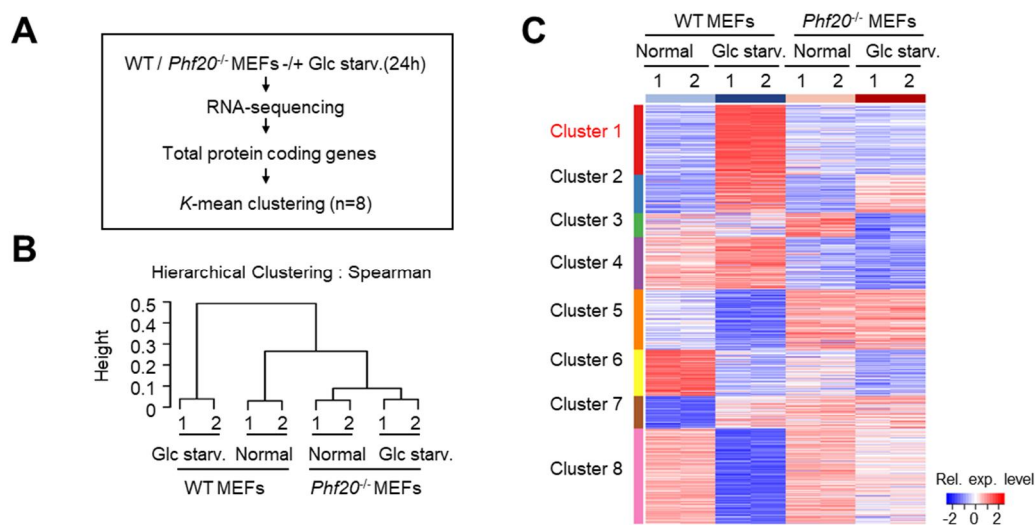 A
WT / Phf20-/- MEFs -/+ Glc starv.(24h)
RNA-sequencing
Total protein coding genes
K-mean clustering (n=8)
B
Hierarchical Clustering : Spearman
Height
0.5
0.4
0.3
0.2
0.1
0
1 2 1 2 1 2 1 2
Glc starv. Normal Normal Glc starv.
WT MEFs Phf20-/- MEFs
C
WT MEFs Phf20-/- MEFs
Normal Glc starv. Normal Glc starv.
1 2 1 2 1 2 1 2
Cluster 1
Cluster 2
Cluster 3
Cluster 4
Cluster 5
Cluster 6
Cluster 7
Cluster 8
Rel. exp. level
-2 0 2